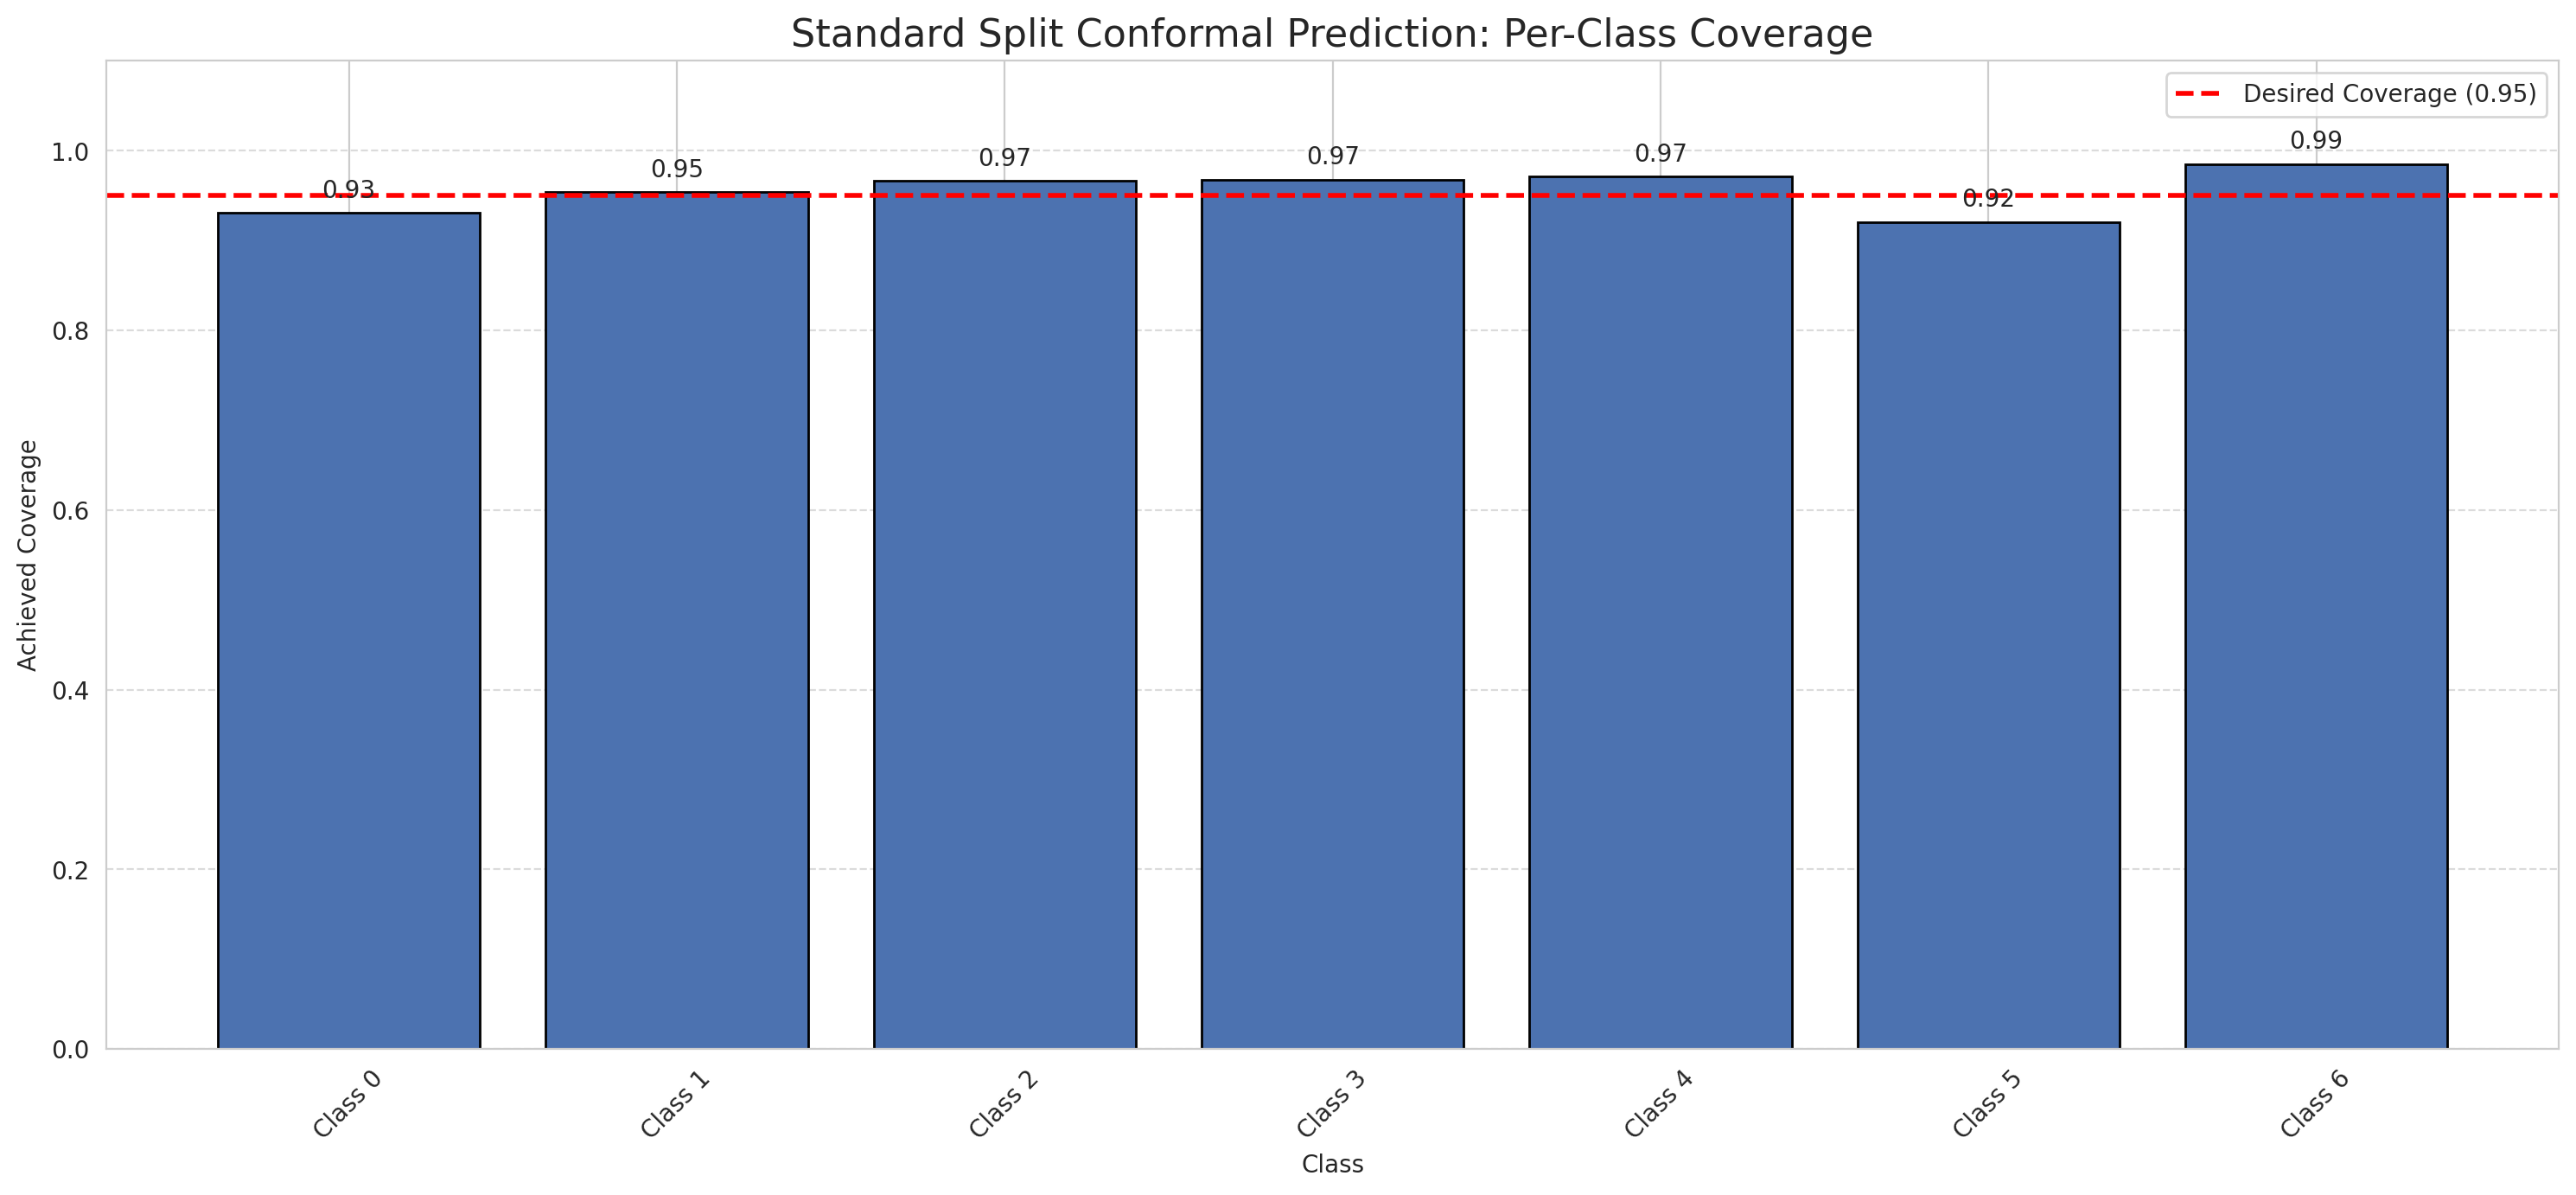 Standard Split Conformal Prediction: Per-Class Coverage
Desired Coverage (0.95)
Achieved Coverage
1.0
0.8
0.6
0.4
0.2
0.0
0.93
0.95
0.97
0.97
0.97
0.92
0.99
Class 0
Class 1
Class 2
Class 3
Class 4
Class 5
Class 6
Class